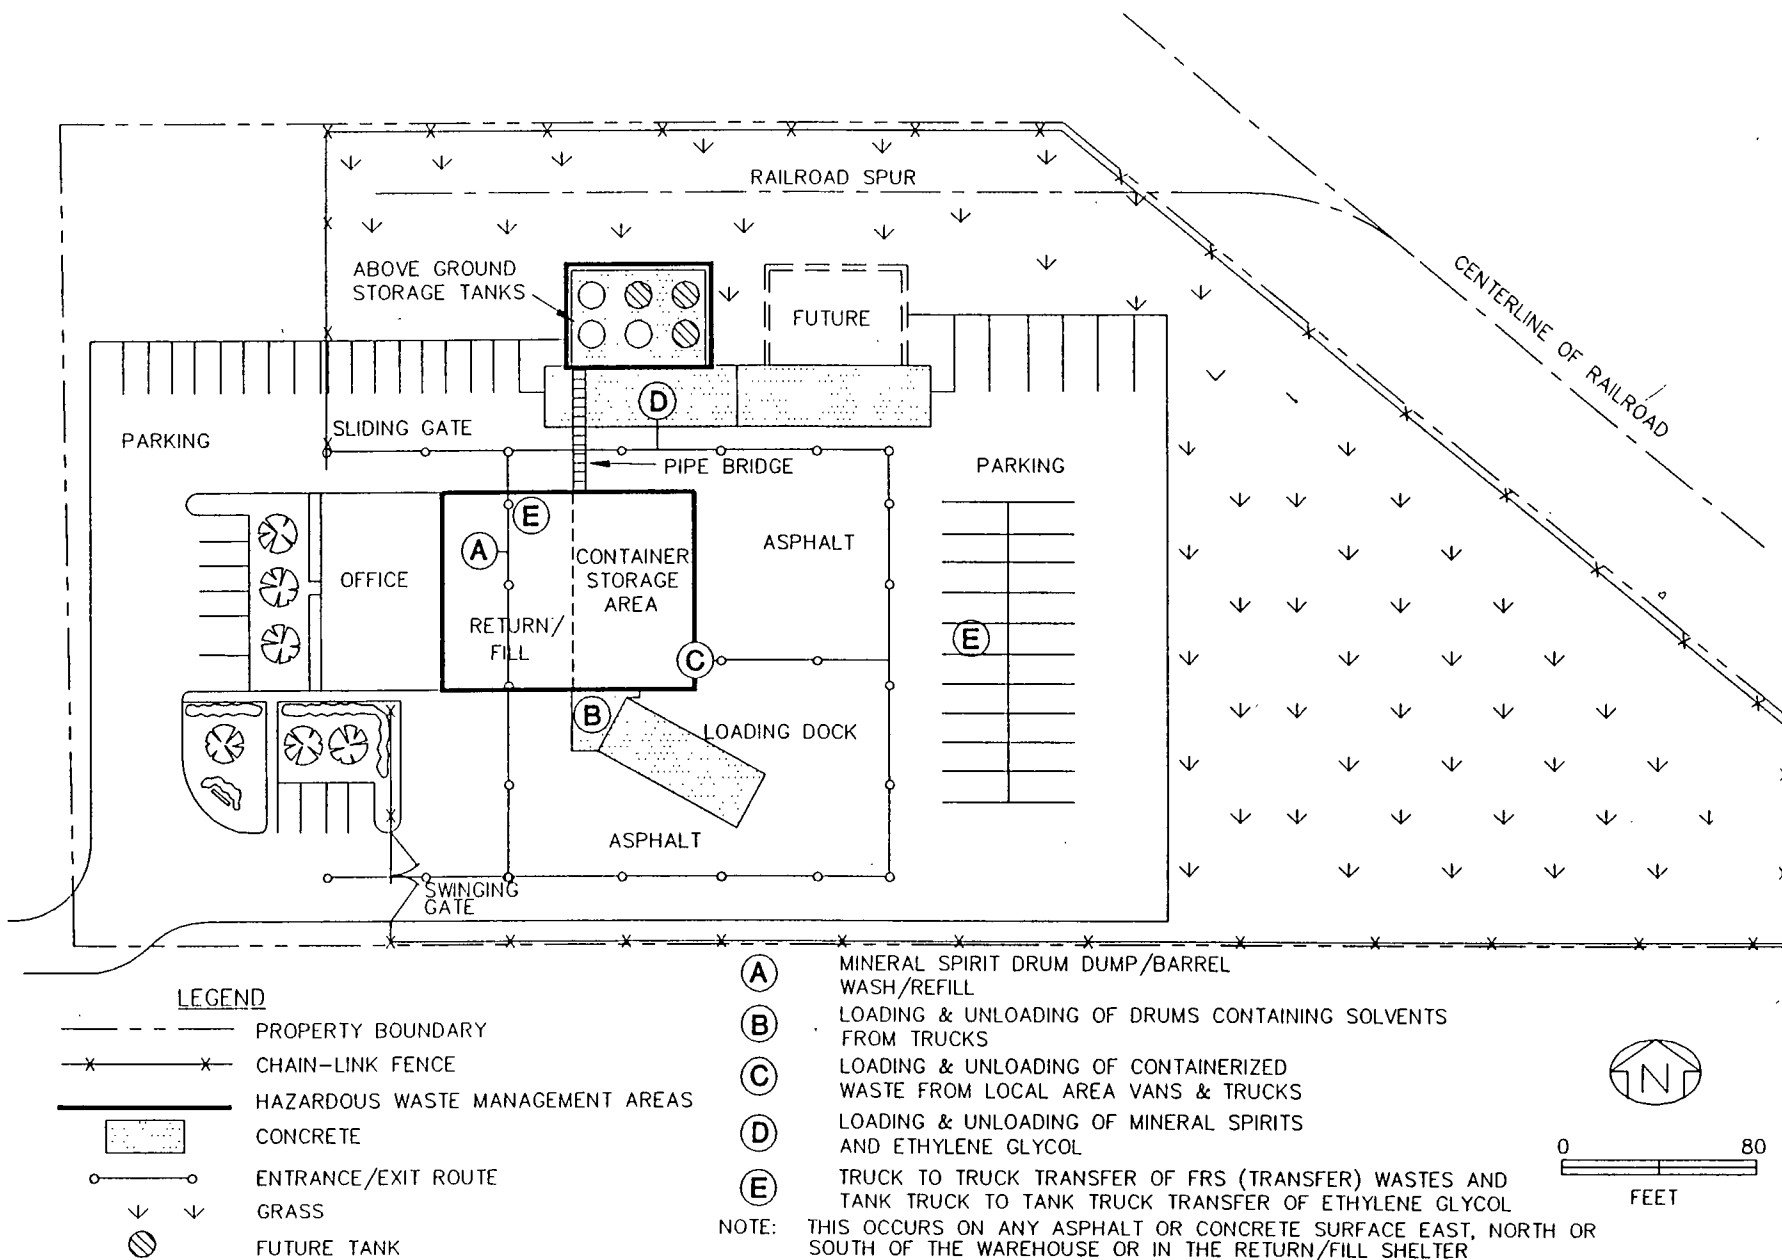 RAILROAD SPUR
ABOVE GROUND
STORAGE TANKS
FUTURE
CENTERLINE OF RAILROAD
D
PARKING
SLIDING GATE
PIPE BRIDGE
PARKING
E
A
ASPHALT
CONTAINER
STORAGE
AREA
OFFICE
RETURN/
FILL
E
C
B
LOADING DOCK
ASPHALT
SWINGING
GATE
LEGEND
PROPERTY BOUNDARY
CHAIN-LINK FENCE
HAZARDOUS WASTE MANAGEMENT AREAS
CONCRETE
ENTRANCE/EXIT ROUTE
GRASS
FUTURE TANK
A MINERAL SPIRIT DRUM DUMP/BARREL
WASH/REFILL
B LOADING & UNLOADING OF DRUMS CONTAINING SOLVENTS
FROM TRUCKS
C LOADING & UNLOADING OF CONTAINERIZED
WASTE FROM LOCAL AREA VANS & TRUCKS
D LOADING & UNLOADING OF MINERAL SPIRITS
AND ETHYLENE GLYCOL
E TRUCK TO TRUCK TRANSFER OF FRS (TRANSFER) WASTES AND
TANK TRUCK TO TANK TRUCK TRANSFER OF ETHYLENE GLYCOL
NOTE: THIS OCCURS ON ANY ASPHALT OR CONCRETE SURFACE EAST, NORTH OR
SOUTH OF THE WAREHOUSE OR IN THE RETURN/FILL SHELTER
N
0 80
FEET